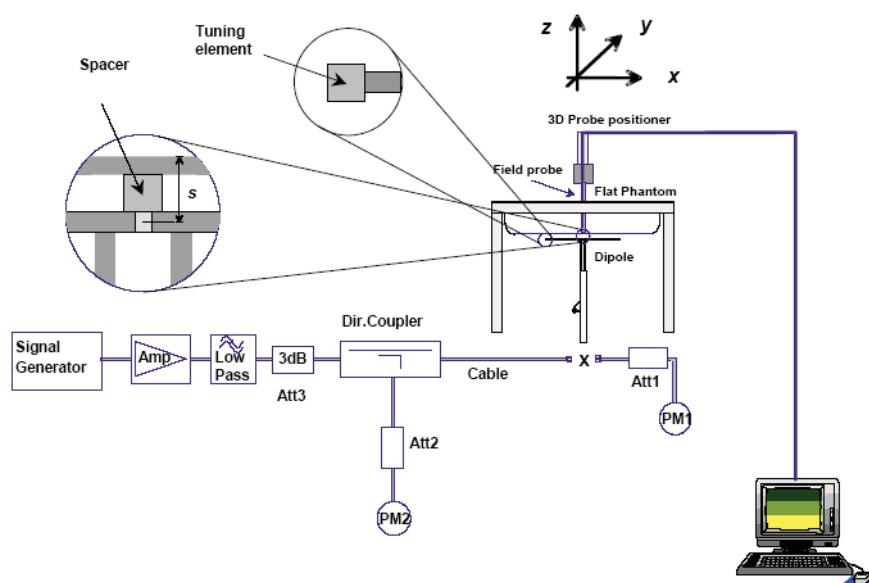 Tuning
element
Spacer
z
y
x
3D Probe positioner
Field probe
Flat Phantom
s
Dipole
Dir.Coupler
Signal
Generator
Amp
Low
Pass
3dB
Att3
Cable
X
Att1
PM1
Att2
PM2